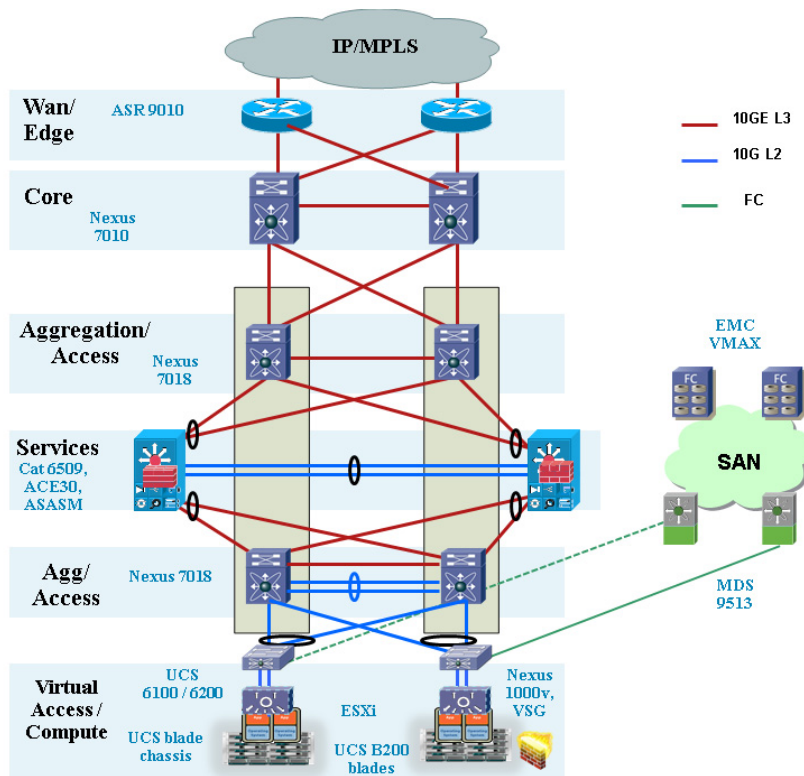 IP/MPLS
Wan/
Edge
ASR 9010
10GE L3
10G L2
FC
Core
Nexus
7010
Aggregation/
Access
Nexus
7018
EMC
VMAX
FC
FC
SAN
Services
Cat 6509,
ACE30,
ASASM
Agg/
Access
Nexus 7018
MDS
9513
Virtual
Access /
Compute
UCS
6100 / 6200
UCS blade
chassis
ESXi
UCS B200
blades
Nexus
1000v,
VSG